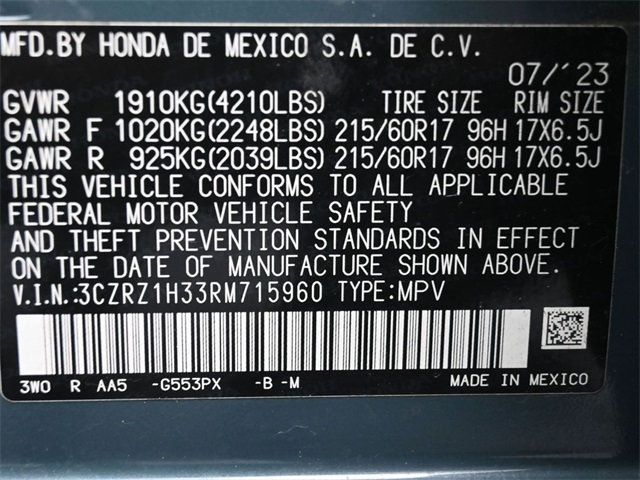 MFD.BY HONDA DE MEXICO S.A. DE C.V.
07/'23
GVWR 1910KG(4210LBS) TIRE SIZE RIM SIZE
GAWR F 1020KG(2248LBS) 215/60R17 96H 17X6.5J
GAWR R 925KG(2039LBS) 215/60R17 96H 17X6.5J
THIS VEHICLE CONFORMS TO ALL APPLICABLE
FEDERAL MOTOR VEHICLE SAFETY
AND THEFT PREVENTION STANDARDS IN EFFECT
ON THE DATE OF MANUFACTURE SHOWN ABOVE.
V.I.N.:3CZRZ1H33RM715960 TYPE:MPV
3W0 R AA5 -G553PX -B -M MADE IN MEXICO